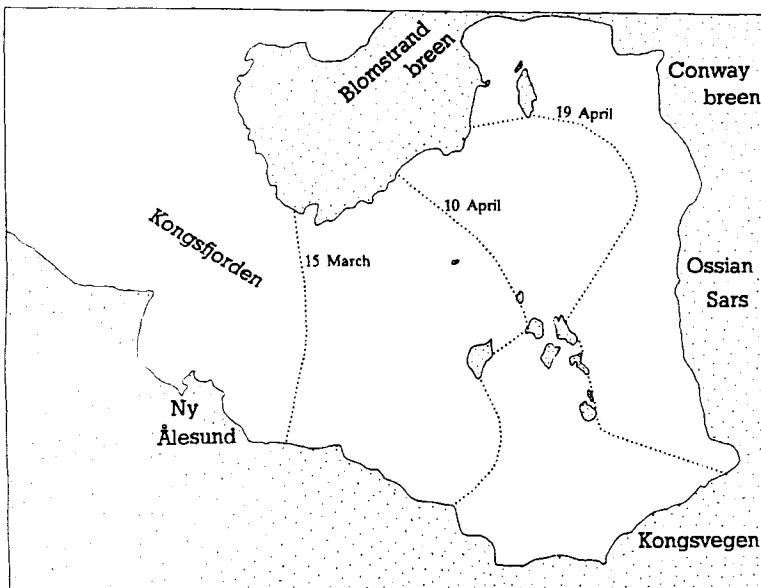 Blomstrand
breen
Conway
breen
19 April
10 April
Kongsfjorden
15 March
Ossian
Sars
Ny
Ålesund
Kongsvegen